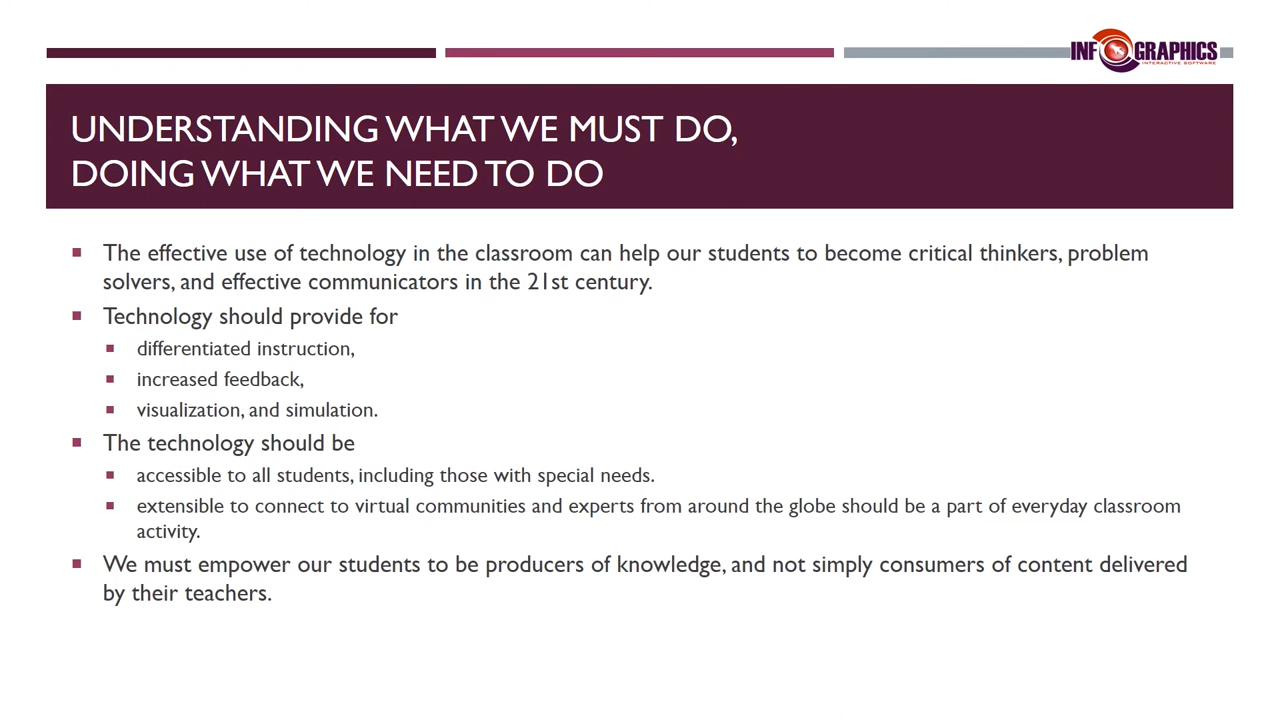 INFOGRAPHICS
INTERACTIVE SOFTWARE
UNDERSTANDING WHAT WE MUST DO,
DOING WHAT WE NEED TO DO
The effective use of technology in the classroom can help our students to become critical thinkers, problem
solvers, and effective communicators in the 21st century.
Technology should provide for
differentiated instruction,
increased feedback,
visualization, and simulation.
The technology should be
accessible to all students, including those with special needs.
extensible to connect to virtual communities and experts from around the globe should be a part of everyday classroom
activity.
We must empower our students to be producers of knowledge, and not simply consumers of content delivered
by their teachers.